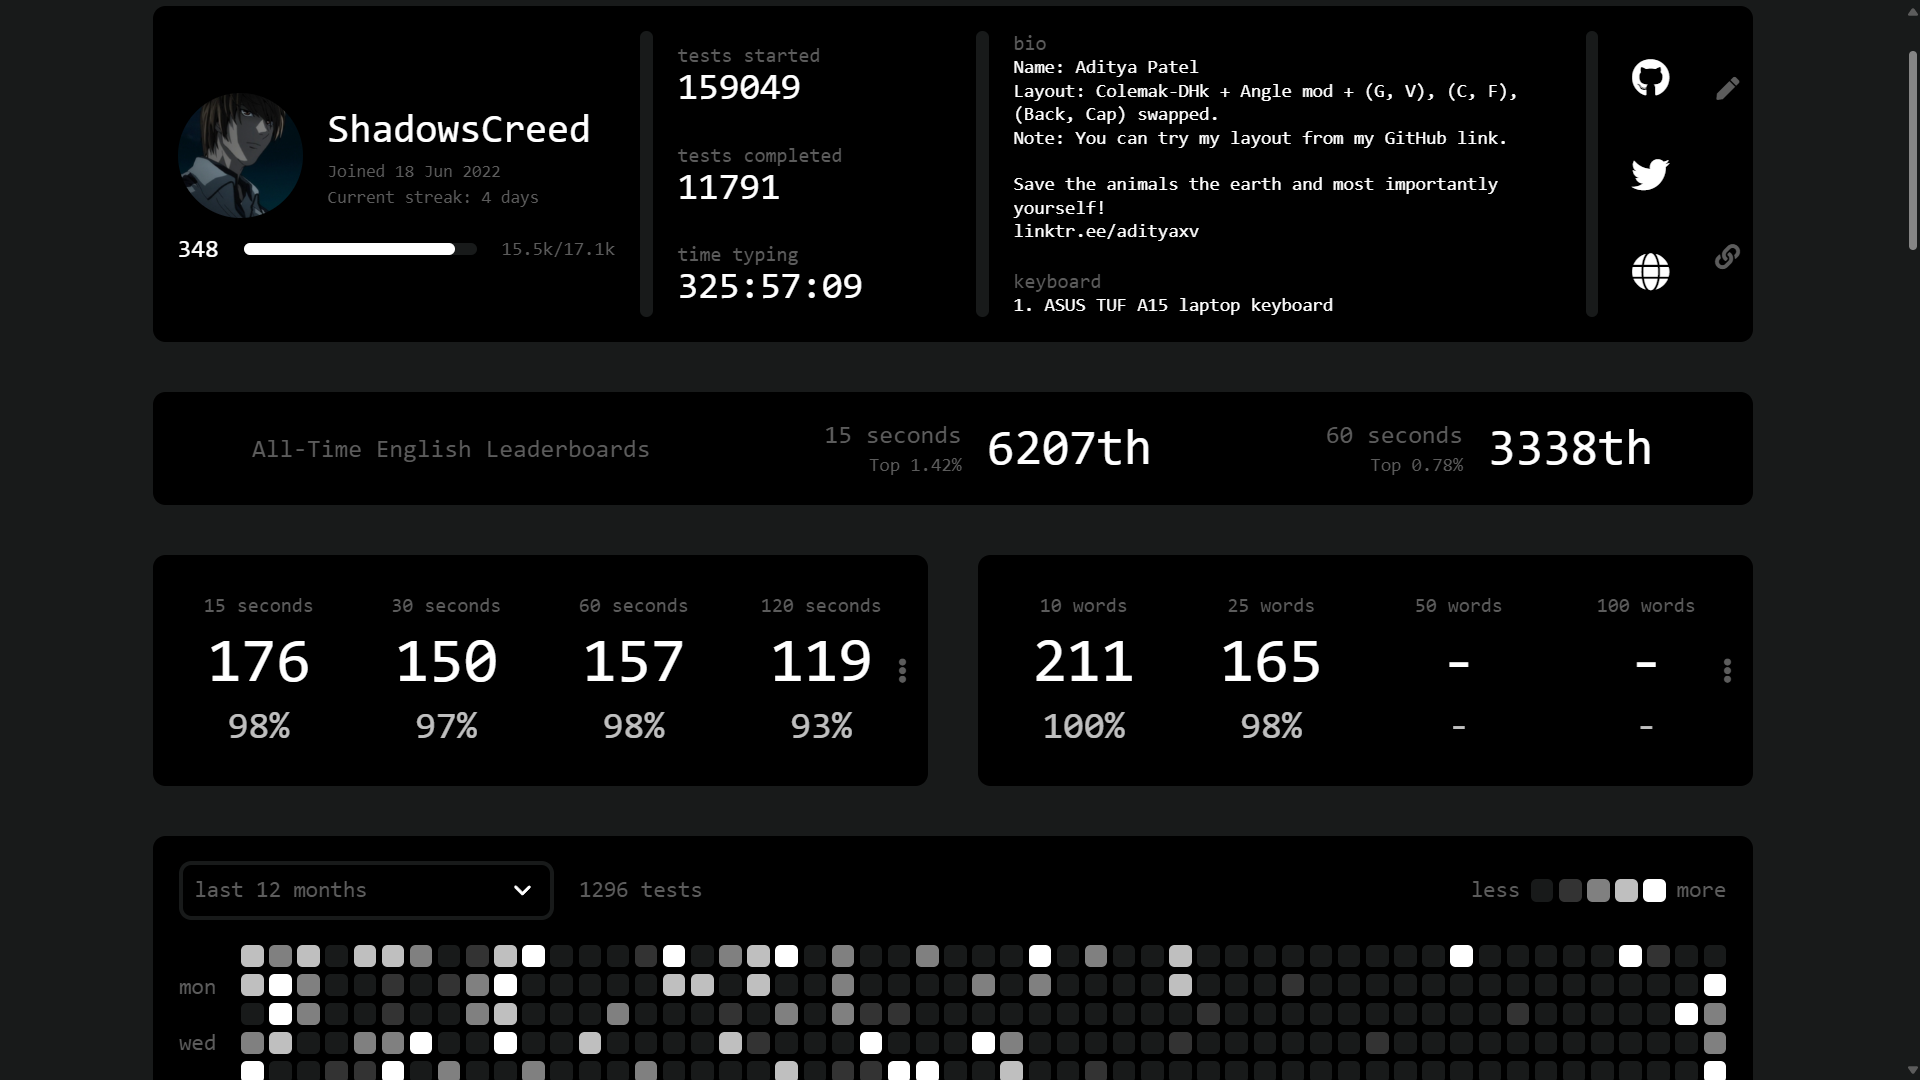 ShadowsCreed
Joined 18 Jun 2022
Current streak: 4 days
348
15.5k/17.1k
tests started
159049
tests completed
11791
time typing
325:57:09
bio
Name: Aditya Patel
Layout: Colemak-DHk + Angle mod + (G, V), (C, F),
(Back, Cap) swapped.
Note: You can try my layout from my GitHub link.
Save the animals the earth and most importantly
yourself!
linktr.ee/adityaxv
keyboard
1. ASUS TUF A15 laptop keyboard
All-Time English Leaderboards
15 seconds
Top 1.42%
6207th
60 seconds
Top 0.78%
3338th
15 seconds
176
98%
30 seconds
150
97%
60 seconds
157
98%
120 seconds
119
93%
10 words
211
100%
25 words
165
98%
50 words
-
-
100 words
-
-
last 12 months
1296 tests
less
more
mon
wed